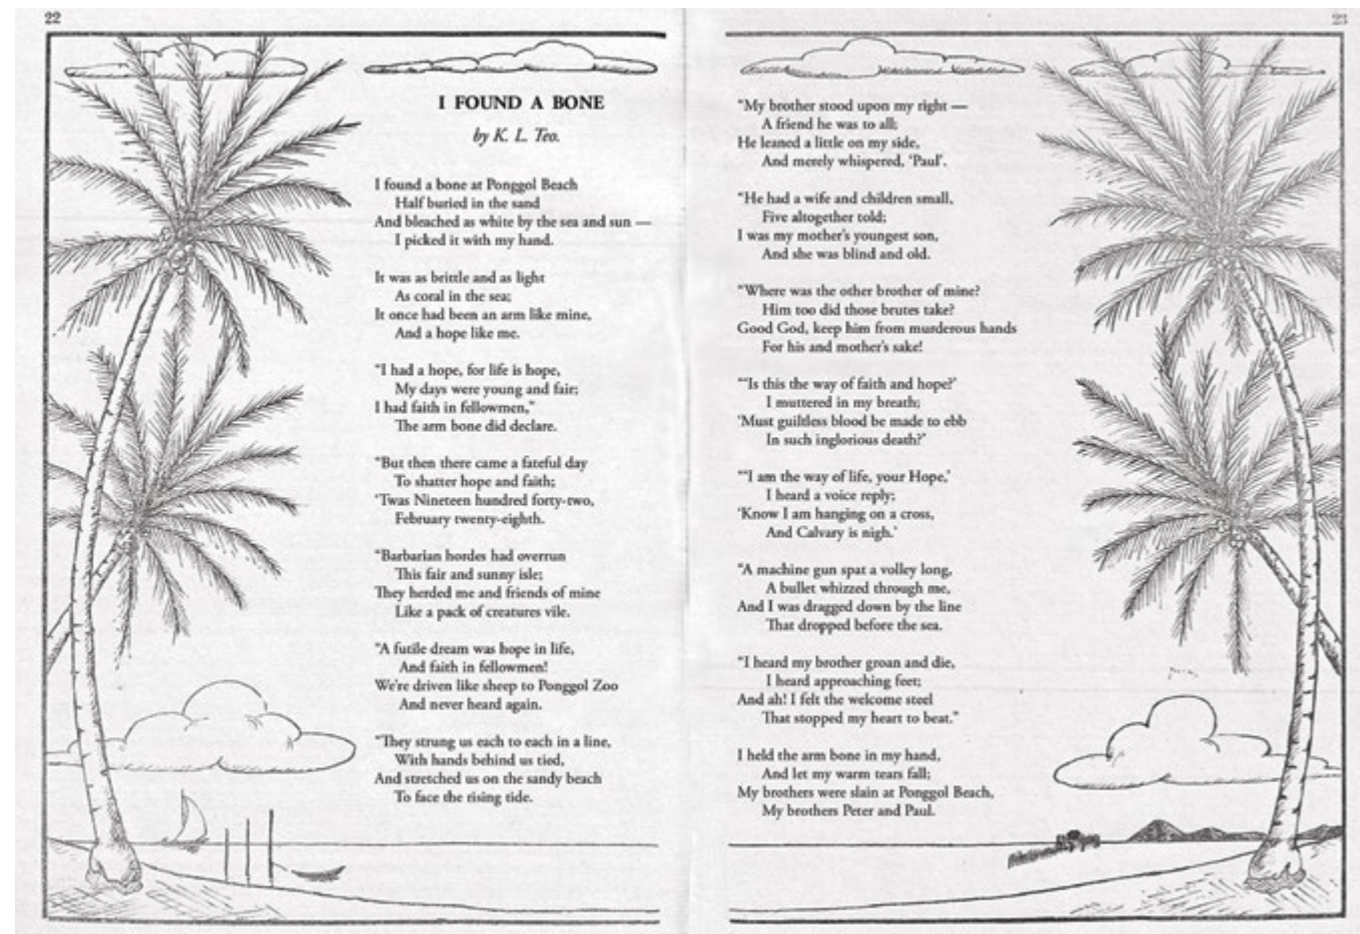 22
I FOUND A BONE
by K. L. Teo.
I found a bone at Ponggol Beach
Half buried in the sand
And bleached as white by the sea and sun —
I picked it with my hand.
It was as brittle and as light
As coral in the sea;
It once had been an arm like mine,
And a hope like me.
“I had a hope, for life is hope,
My days were young and fair;
I had faith in fellowmen,”
The arm bone did declare.
“But then there came a fateful day
To shatter hope and faith;
‘Twas Nineteen hundred forty-two,
February twenty-eighth.
“Barbarian hordes had overrun
This fair and sunny isle;
They herded me and friends of mine
Like a pack of creatures vile.
“A futile dream was hope in life,
And faith in fellowmen!
We’re driven like sheep to Ponggol Zoo
And never heard again.
“They strung us each to each in a line,
With hands behind us tied,
And stretched us on the sandy beach
To face the rising tide.
23
“My brother stood upon my right —
A friend he was to all;
He leaned a little on my side,
And merely whispered, ‘Paul’.
“He had a wife and children small,
Five altogether told;
I was my mother’s youngest son,
And she was blind and old.
“Where was the other brother of mine?
Him too did those brutes take?
Good God, keep him from murderous hands
For his and mother’s sake!
“‘Is this the way of faith and hope?’
I muttered in my breath;
‘Must guiltless blood be made to ebb
In such inglorious death?’
“‘I am the way of life, your Hope,’
I heard a voice reply;
‘Know I am hanging on a cross,
And Calvary is nigh.’
“A machine gun spat a volley long,
A bullet whizzed through me,
And I was dragged down by the line
That dropped before the sea.
“I heard my brother groan and die,
I heard approaching feet;
And ah! I felt the welcome steel
That stopped my heart to beat.”
I held the arm bone in my hand,
And let my warm tears fall;
My brothers were slain at Ponggol Beach,
My brothers Peter and Paul.